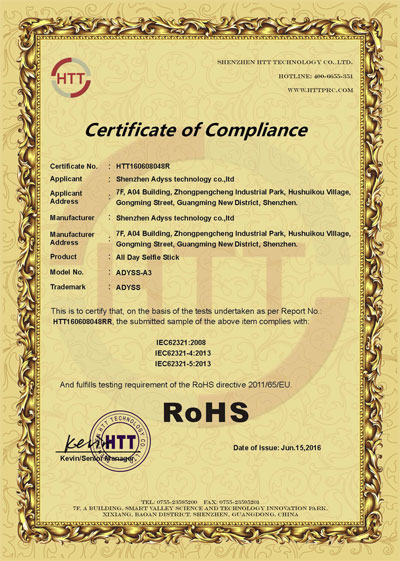 HTT
SHENZHEN HTT TECHNOLOGY CO.,LTD.
HOTLINE: 400-6655-351
WWW.HTTPRC.COM
Certificate of Compliance
Certificate No. : HTT160608048R
Applicant : Shenzhen Adyss technology co.,ltd
Applicant Address : 7F, A04 Building, Zhongpengcheng Industrial Park, Hushuikou Village,
Gongming Street, Guangming New District, Shenzhen.
Manufacturer : Shenzhen Adyss technology co.,ltd
Manufacturer Address : 7F, A04 Building, Zhongpengcheng Industrial Park, Hushuikou Village,
Gongming Street, Guangming New District, Shenzhen.
Product : All Day Selfie Stick
Model No. : ADYSS-A3
Trademark : ADYSS
HTT
This is to certify that, on the basis of the tests undertaken as per Report No.:
HTT160608048RR, the submitted sample of the above item complies with:
IEC62321:2008
IEC62321-4:2013
IEC62321-5:2013
And fulfills testing requirement of the RoHS directive 2011/65/EU.
RoHS
HTT TECHNOLOGY CO.,LTD
HTT
Kevin
Kevin/Senior Manager
Date of Issue: Jun.15,2016
TEL: 0755-23595200 FAX: 0755-23595201
7F, A BUILDING, SMART VALLEY SCIENCE AND TECHNOLOGY INNOVATION PARK,
XIXIANG, BAOAN DISTRICT, SHENZHEN, GUANGDONG, CHINA